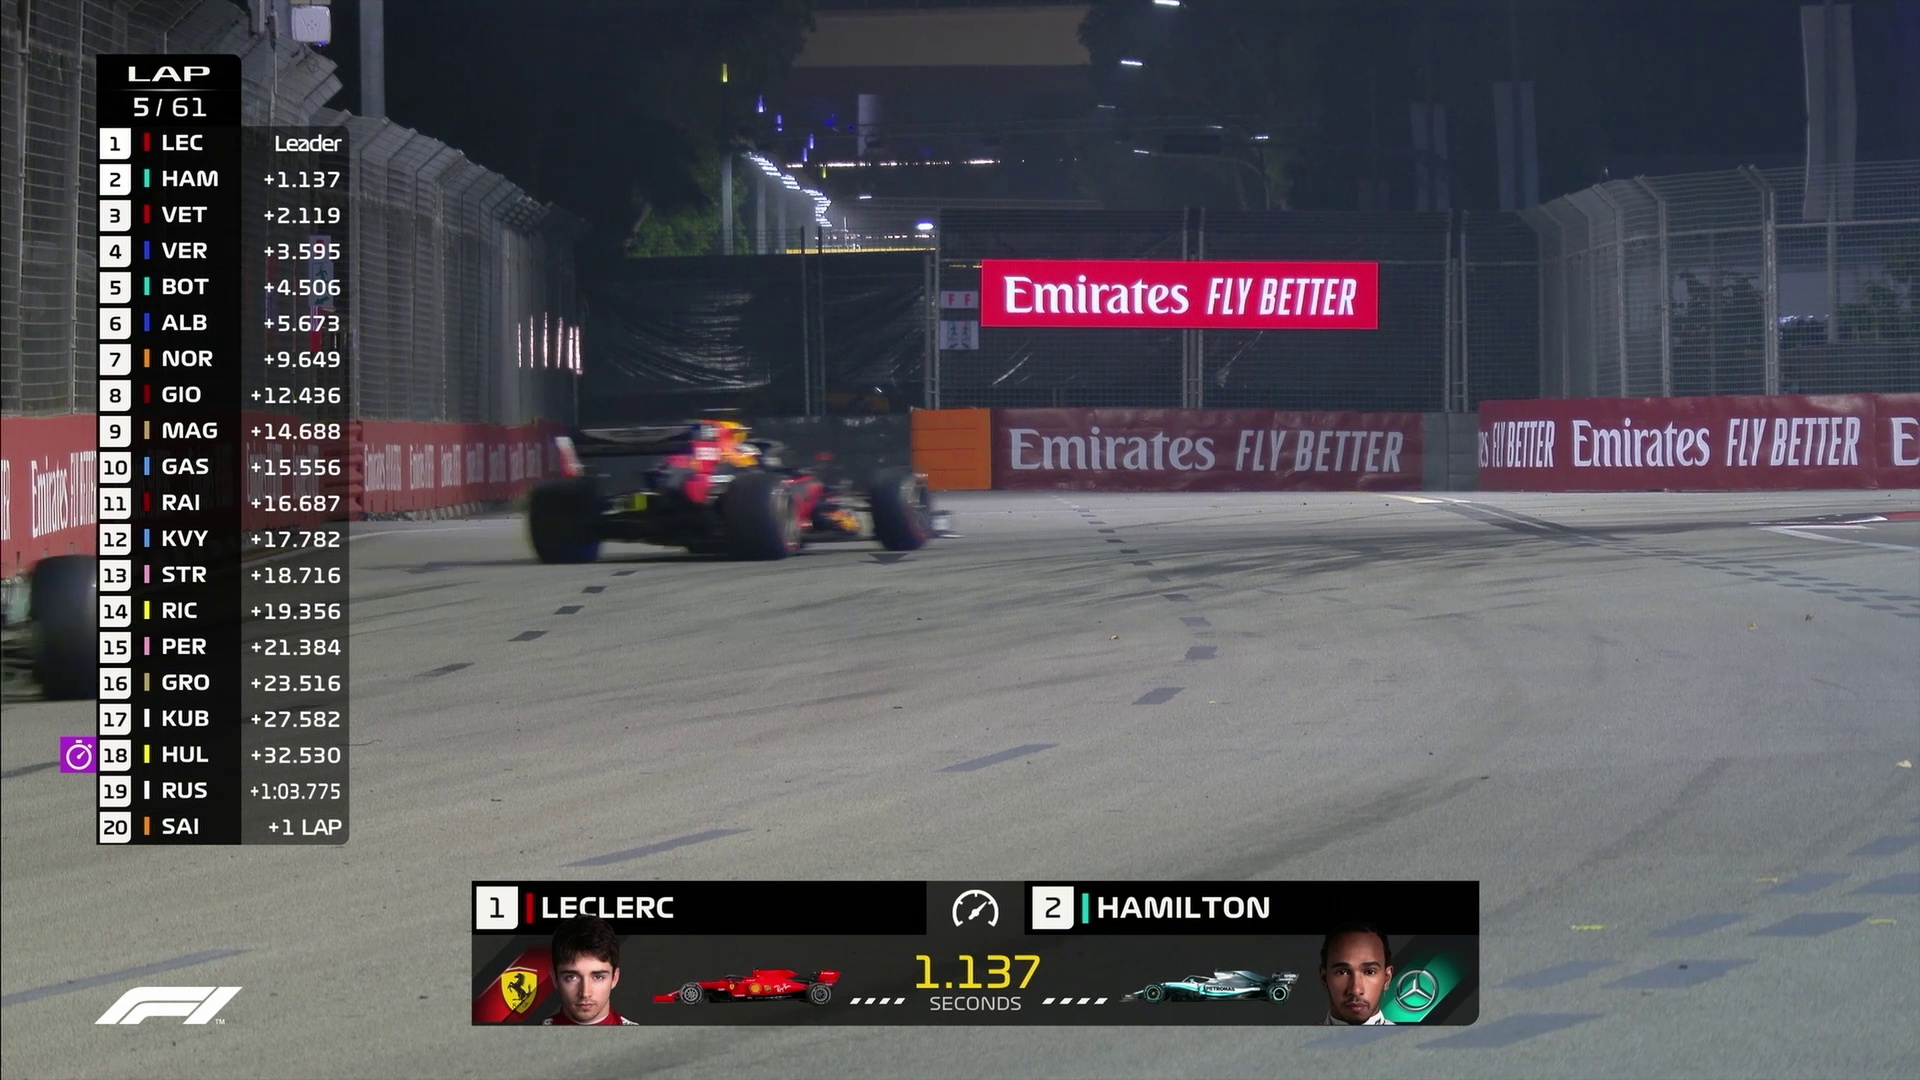 LAP
5 / 61
1 LEC Leader
2 HAM +1.137
3 VET +2.119
4 VER +3.595
5 BOT +4.506
6 ALB +5.673
7 NOR +9.649
8 GIO +12.436
9 MAG +14.688
10 GAS +15.556
11 RAI +16.687
12 KVY +17.782
13 STR +18.716
14 RIC +19.356
15 PER +21.384
16 GRO +23.516
17 KUB +27.582
18 HUL +32.530
19 RUS +1:03.775
20 SAI +1 LAP
Emirates FLY BETTER
F F
Emirates FLY BETTER
FLY BETTER Emirates FLY BETTER
Emirates
1 LECLERC
2 HAMILTON
1.137
SECONDS
PETRONAS
F1 ™